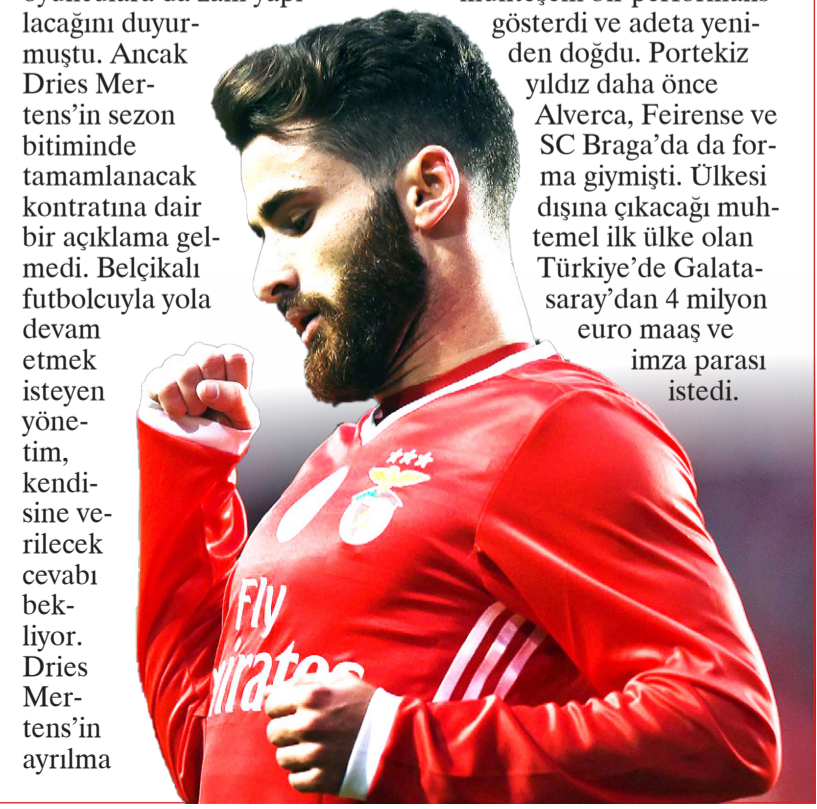 lacağını duyur-
muştu. Ancak
Dries Mer-
tens’in sezon
bitiminde
tamamlanacak
kontratına dair
bir açıklama gel-
medi. Belçikalı
futbolcuyla yola
devam
etmek
isteyen
yöne-
tim,
kendi-
sine ve-
rilecek
cevabı
bek-
liyor.
Dries
Mer-
tens’in
ayrılma
gösterdi ve adeta yeni-
den doğdu. Portekiz
yıldız daha önce
Alverca, Feirense ve
SC Braga’da da for-
ma giymişti. Ülkesi
dışına çıkacağı muh-
temel ilk ülke olan
Türkiye’de Galata-
saray’dan 4 milyon
euro maaş ve
imza parası
istedi.
Fly